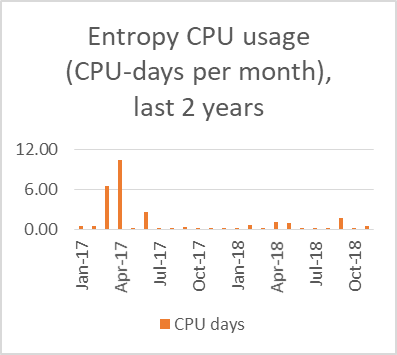 Entropy CPU usage
(CPU-days per month),
last 2 years
12.00
6.00
0.00
Jan-17
Apr-17
Jul-17
Oct-17
Jan-18
Apr-18
Jul-18
Oct-18
CPU days